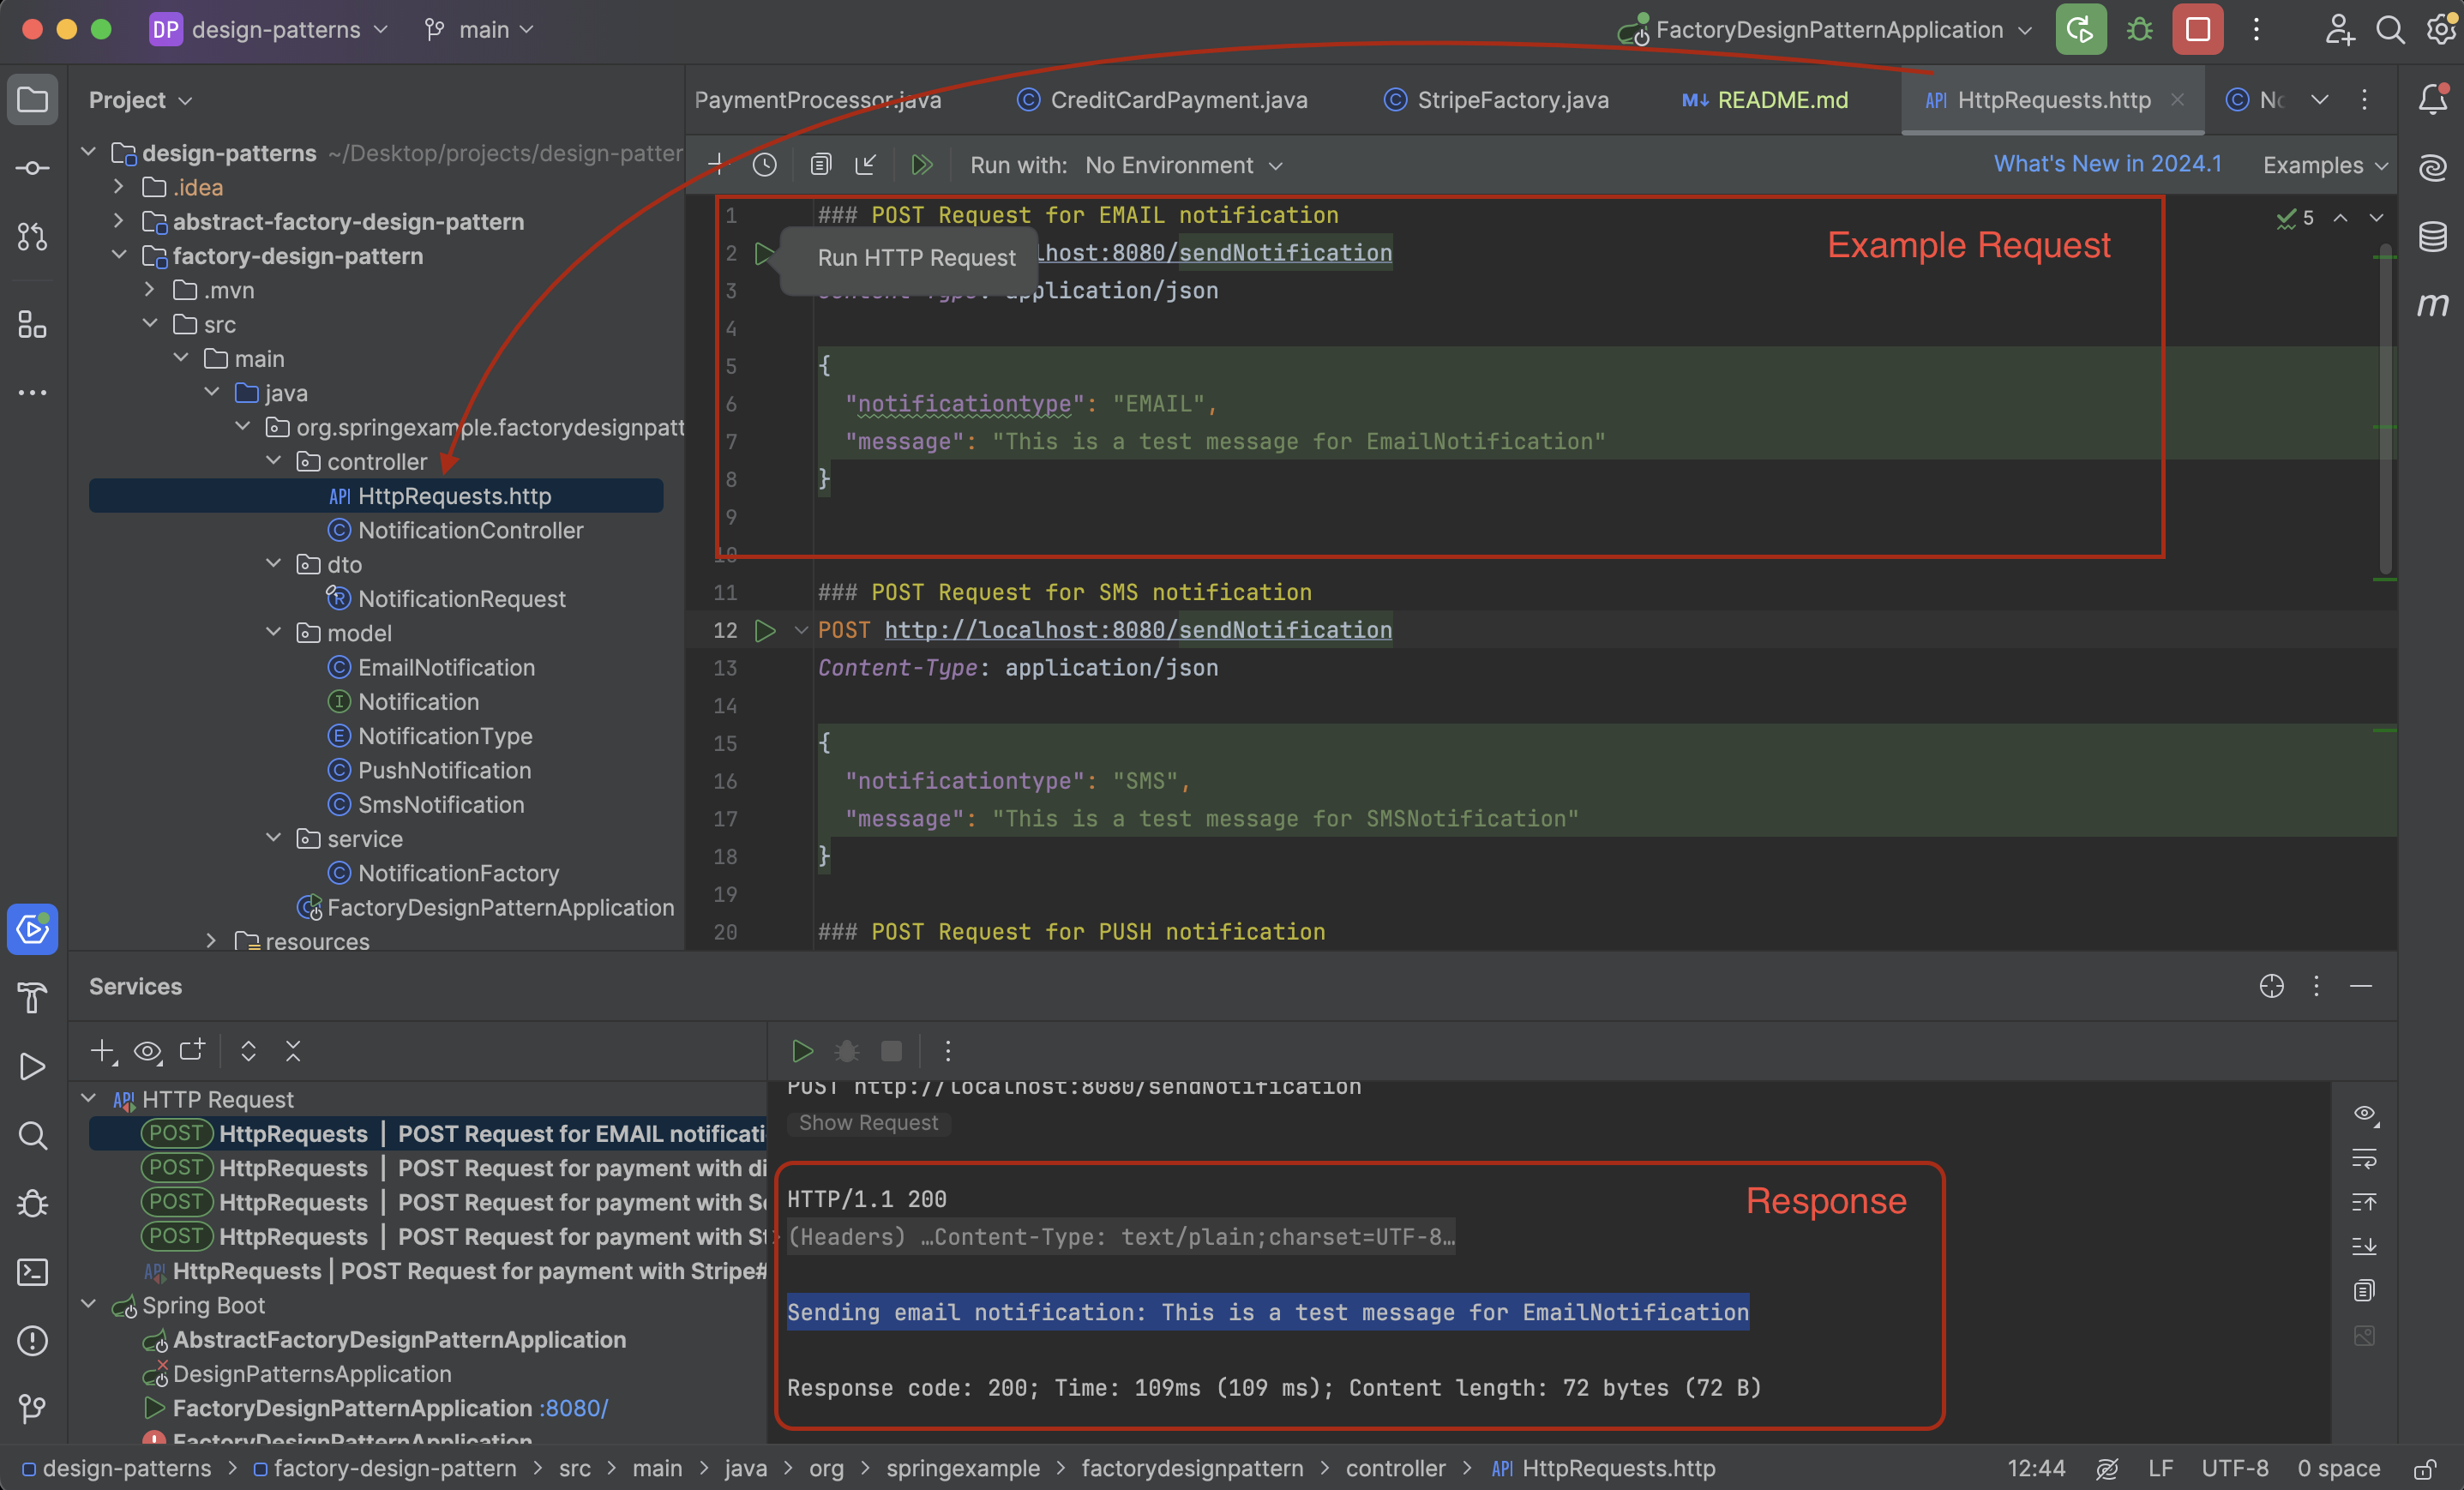 DP design-patterns main FactoryDesignPatternApplication
Project
PaymentProcessor.java CreditCardPayment.java StripeFactory.java M↓ README.md API HttpRequests.http
Run with: No Environment What's New in 2024.1 Examples
design-patterns ~/Desktop/projects/design-patter
.idea
abstract-factory-design-pattern
factory-design-pattern
.mvn
src
main
java
org.springexample.factorydesignpatt
controller
API HttpRequests.http
C NotificationController
dto
R NotificationRequest
model
C EmailNotification
I Notification
E NotificationType
C PushNotification
C SmsNotification
service
C NotificationFactory
FactoryDesignPatternApplication
resources
1 ### POST Request for EMAIL notification
Example Request
5
2 lhost:8080/sendNotification
Run HTTP Request
3 Content-Type: application/json
4
5 {
6 "notificationtype": "EMAIL",
7 "message": "This is a test message for EmailNotification"
8 }
9
10
11 ### POST Request for SMS notification
12 POST http://localhost:8080/sendNotification
13 Content-Type: application/json
14
15 {
16 "notificationtype": "SMS",
17 "message": "This is a test message for SMSNotification"
18 }
19
20 ### POST Request for PUSH notification
Services
API HTTP Request
POST HttpRequests | POST Request for EMAIL notificati
POST HttpRequests | POST Request for payment with di
POST HttpRequests | POST Request for payment with S
POST HttpRequests | POST Request for payment with St
API HttpRequests | POST Request for payment with Stripe#
Spring Boot
AbstractFactoryDesignPatternApplication
DesignPatternsApplication
FactoryDesignPatternApplication :8080/
FactoryDesignPatternApplication
POST http://localhost:8080/sendNotification
Show Request
Response
HTTP/1.1 200
(Headers) …Content-Type: text/plain;charset=UTF-8…
Sending email notification: This is a test message for EmailNotification
Response code: 200; Time: 109ms (109 ms); Content length: 72 bytes (72 B)
design-patterns > factory-design-pattern > src > main > java > org > springexample > factorydesignpattern > controller > API HttpRequests.http
12:44 LF UTF-8 0 space